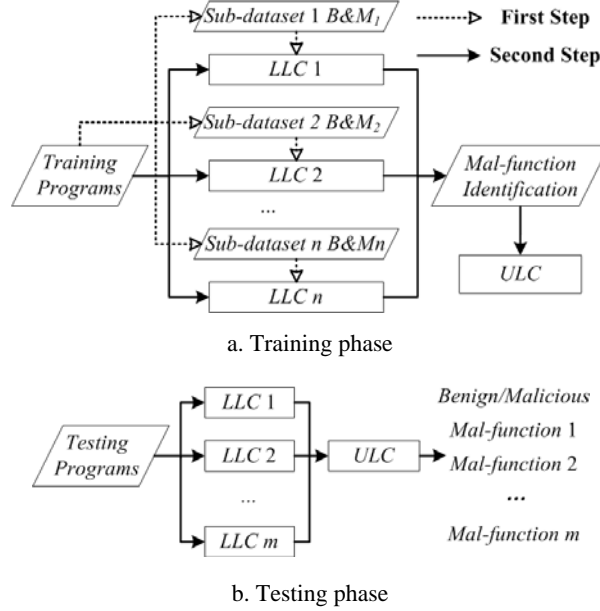 Sub-dataset 1 B&M1
First Step
LLC 1
Second Step
Sub-dataset 2 B&M2
Training
Programs
LLC 2
Mal-function
Identification
...
Sub-dataset n B&Mn
ULC
LLC n
a. Training phase
Testing
Programs
LLC 1
LLC 2
...
LLC m
ULC
Benign/Malicious
Mal-function 1
Mal-function 2
...
Mal-function m
b. Testing phase